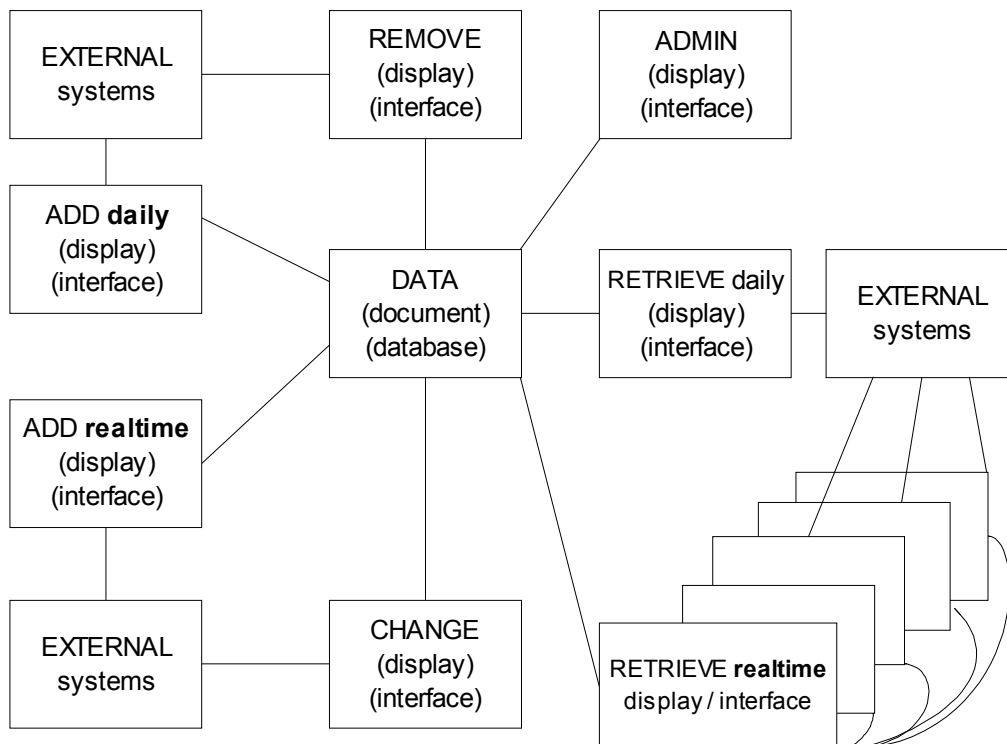 EXTERNAL
systems
REMOVE
(display)
(interface)
ADMIN
(display)
(interface)
ADD daily
(display)
(interface)
DATA
(document)
(database)
RETRIEVE daily
(display)
(interface)
EXTERNAL
systems
ADD realtime
(display)
(interface)
EXTERNAL
systems
CHANGE
(display)
(interface)
RETRIEVE realtime
display / interface